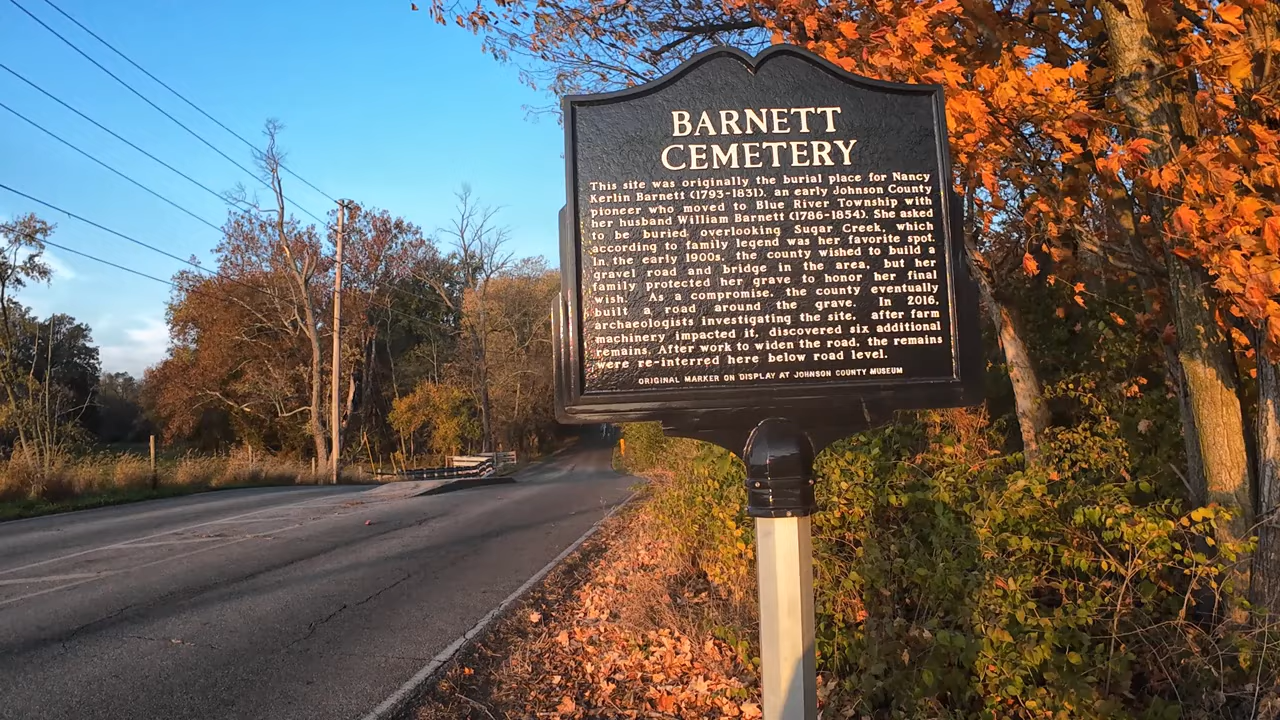 BARNETT
CEMETERY
This site was originally the burial place for Nancy
Kerlin Barnett (1793-1831), an early Johnson County
pioneer who moved to Blue River Township with
her husband William Barnett (1786-1854). She asked
to be buried overlooking Sugar Creek, which
according to family legend was her favorite spot.
In the early 1900s, the county wished to build a
gravel road and bridge in the area, but her
family protected her grave to honor her final
wish. As a compromise, the county eventually
built a road around the grave. In 2016,
archaeologists investigating the site, after farm
machinery impacted it, discovered six additional
remains. After work to widen the road, the remains
were re-interred here below road level.
ORIGINAL MARKER ON DISPLAY AT JOHNSON COUNTY MUSEUM